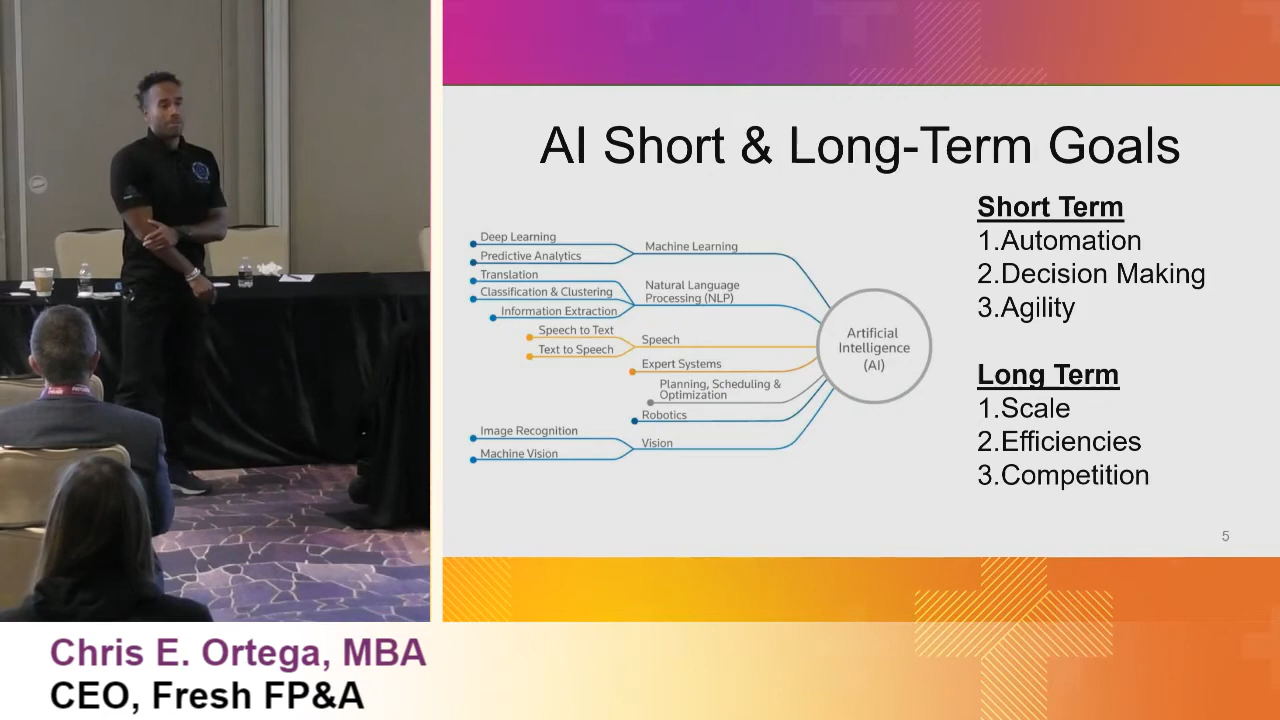 AI Short & Long-Term Goals
Deep Learning
Predictive Analytics
Machine Learning
Translation
Classification & Clustering
Information Extraction
Natural Language
Processing (NLP)
Speech to Text
Text to Speech
Speech
Expert Systems
Planning, Scheduling &
Optimization
Robotics
Image Recognition
Machine Vision
Vision
Artificial
Intelligence
(AI)
Short Term
1.Automation
2.Decision Making
3.Agility
Long Term
1.Scale
2.Efficiencies
3.Competition
5
Chris E. Ortega, MBA
CEO, Fresh FP&A